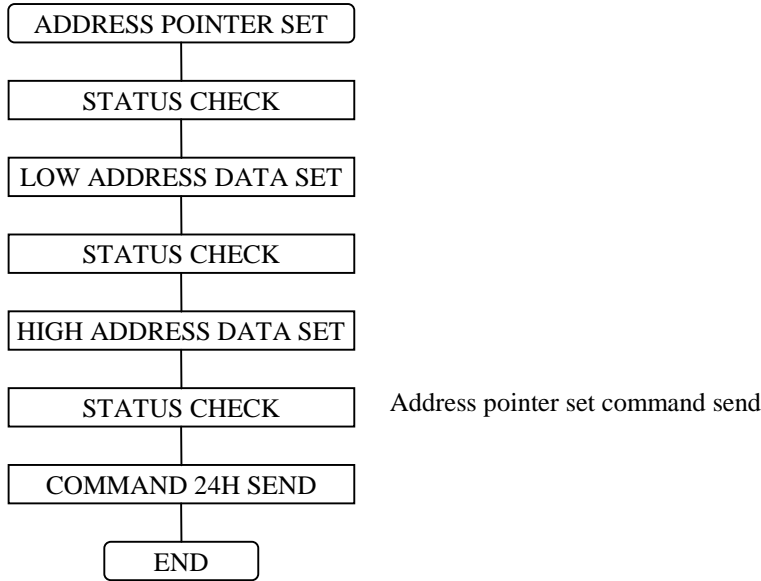 ADDRESS POINTER SET
STATUS CHECK
LOW ADDRESS DATA SET
STATUS CHECK
HIGH ADDRESS DATA SET
STATUS CHECK
Address pointer set command send
COMMAND 24H SEND
END